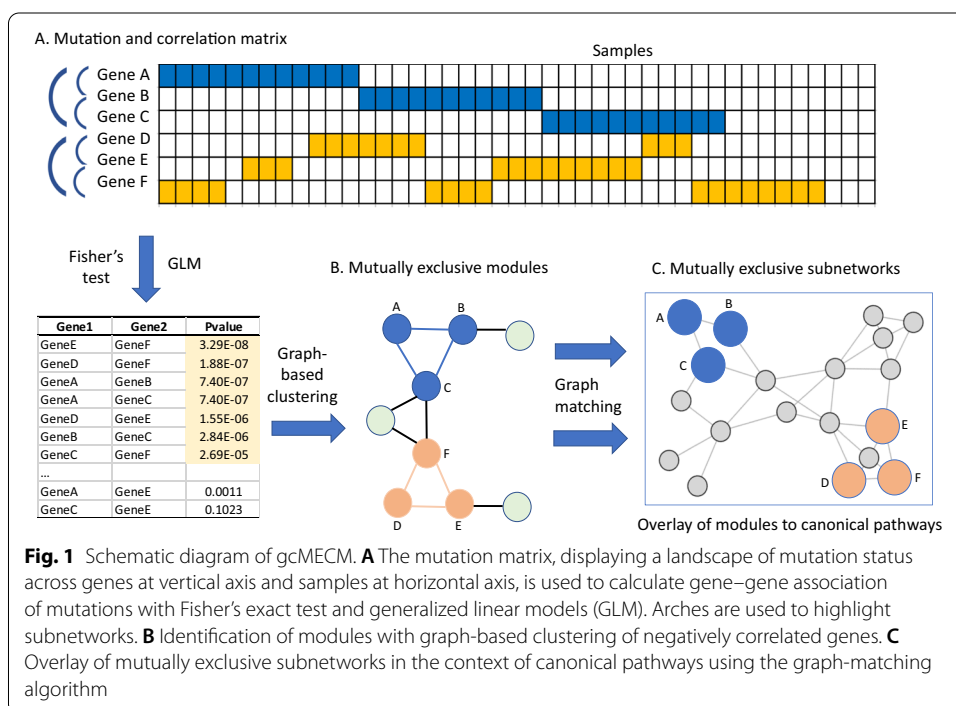 A. Mutation and correlation matrix
Samples
Gene A
Gene B
Gene C
Gene D
Gene E
Gene F
Fisher's
test
GLM
Gene1 Gene2 Pvalue
GeneE GeneF 3.29E-08
GeneD GeneF 1.88E-07
GeneA GeneB 7.40E-07
GeneA GeneC 7.40E-07
GeneD GeneE 1.55E-06
GeneB GeneC 2.84E-06
GeneC GeneF 2.69E-05
...
GeneA GeneE 0.0011
GeneC GeneE 0.1023
Graph-
based
clustering
B. Mutually exclusive modules
A
B
C
F
D
E
Graph
matching
C. Mutually exclusive subnetworks
A
B
C
E
D
F
Overlay of modules to canonical pathways
Fig. 1 Schematic diagram of gcMECM. A The mutation matrix, displaying a landscape of mutation status
across genes at vertical axis and samples at horizontal axis, is used to calculate gene–gene association
of mutations with Fisher's exact test and generalized linear models (GLM). Arches are used to highlight
subnetworks. B Identification of modules with graph-based clustering of negatively correlated genes. C
Overlay of mutually exclusive subnetworks in the context of canonical pathways using the graph-matching
algorithm